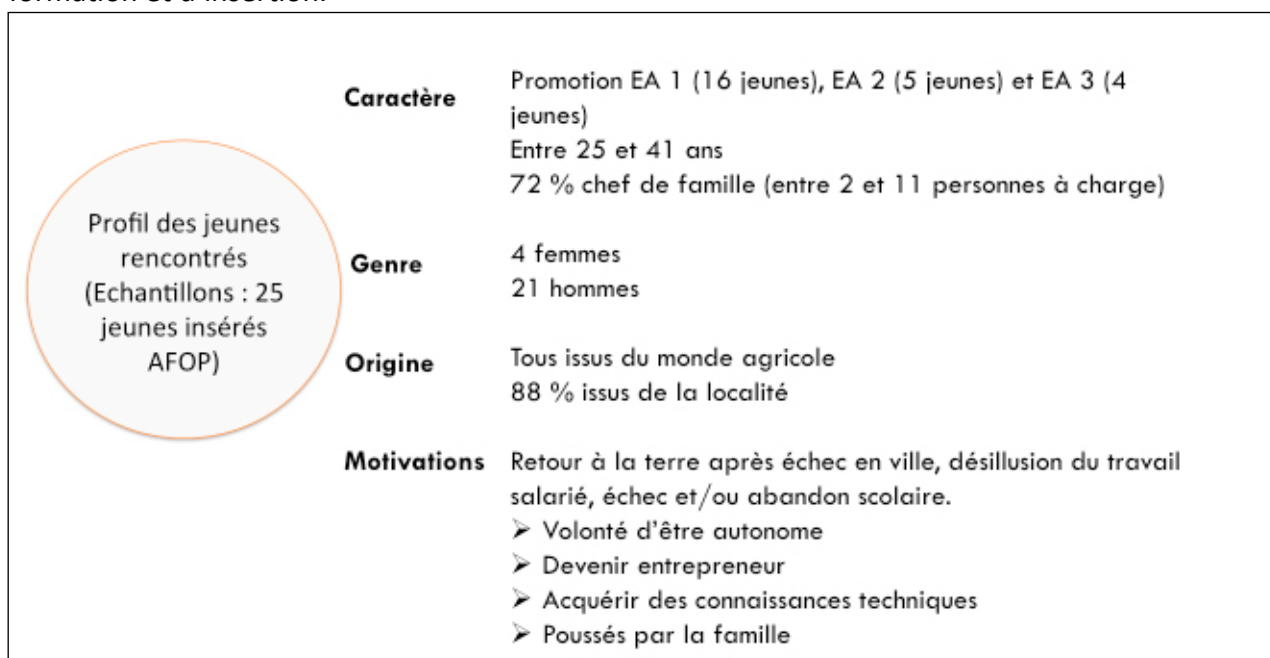 Profil des jeunes
rencontrés
(Echantillons : 25
jeunes insérés
AFOP)
Caractère
Promotion EA 1 (16 jeunes), EA 2 (5 jeunes) et EA 3 (4
jeunes)
Entre 25 et 41 ans
72 % chef de famille (entre 2 et 11 personnes à charge)
Genre
4 femmes
21 hommes
Origine
Tous issus du monde agricole
88 % issus de la localité
Motivations
Retour à la terre après échec en ville, désillusion du travail
salarié, échec et/ou abandon scolaire.
➢ Volonté d'être autonome
➢ Devenir entrepreneur
➢ Acquérir des connaissances techniques
➢ Poussés par la famille